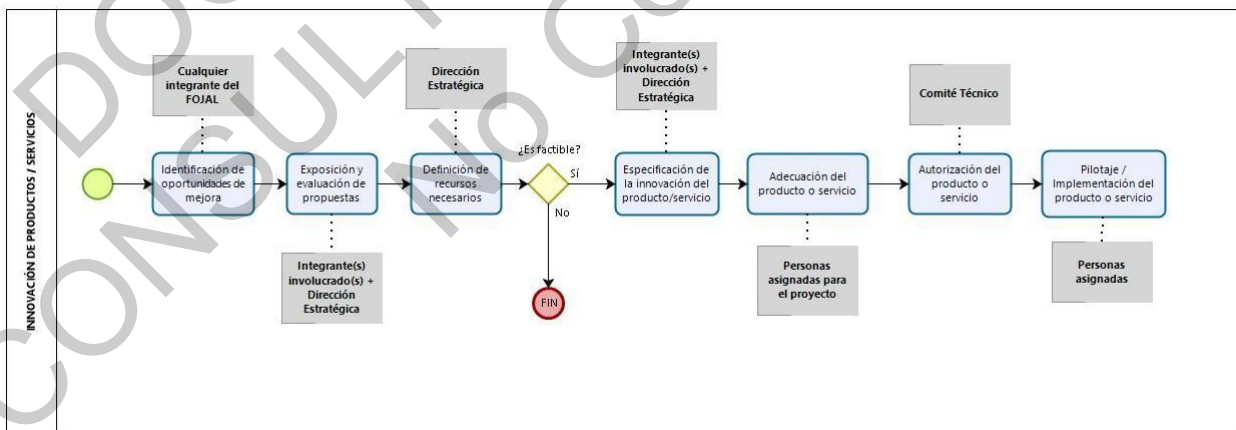 INNOVACIÓN DE PRODUCTOS / SERVICIOS
Cualquier
integrante del
FOJAL
Identificación de
oportunidades de
mejora
Exposición y
evaluación de
propuestas
Integrante(s)
involucrado(s) +
Dirección
Estratégica
Dirección
Estratégica
Definición de
recursos
necesarios
¿Es factible?
Sí
No
FIN
Integrante(s)
involucrado(s) +
Dirección
Estratégica
Especificación de
la innovación del
producto/servicio
Adecuación del
producto o servicio
Personas
asignadas para
el proyecto
Comité Técnico
Autorización del
producto o
servicio
Pilotaje /
Implementación del
producto o servicio
Personas
asignadas
No
CONSUL